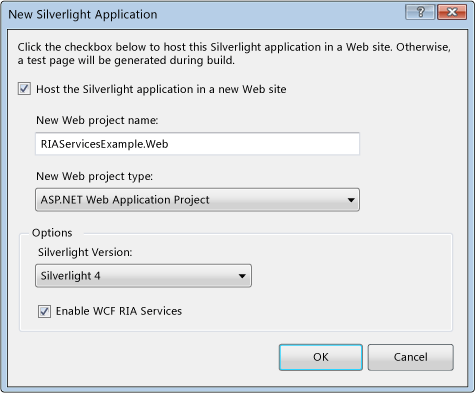 New Silverlight Application
?
Click the checkbox below to host this Silverlight application in a Web site. Otherwise,
a test page will be generated during build.
Host the Silverlight application in a new Web site
New Web project name:
RIAServicesExample.Web
New Web project type:
ASP.NET Web Application Project
Options
Silverlight Version:
Silverlight 4
Enable WCF RIA Services
OK Cancel